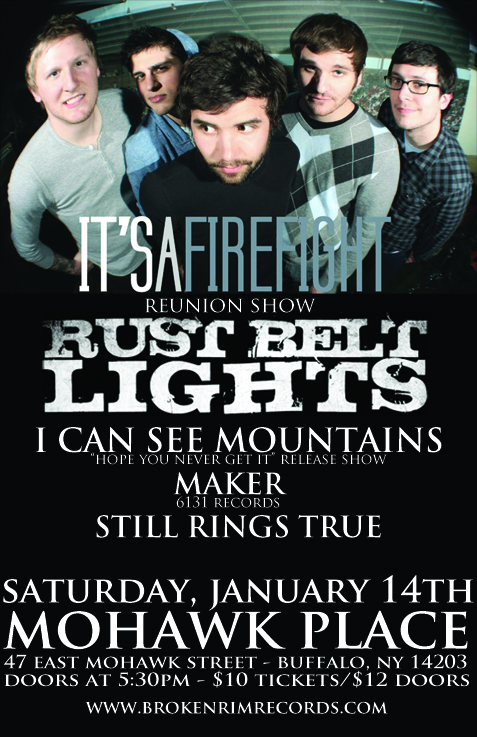 IT'SAFIREFIGHT
REUNION SHOW
RUST BELT
LIGHTS
I CAN SEE MOUNTAINS
"HOPE YOU NEVER GET IT" RELEASE SHOW
MAKER
6131 RECORDS
STILL RINGS TRUE
SATURDAY, JANUARY 14TH
MOHAWK PLACE
47 EAST MOHAWK STREET - BUFFALO, NY 14203
DOORS AT 5:30PM - $10 TICKETS/$12 DOORS
WWW.BROKENRIMRECORDS.COM